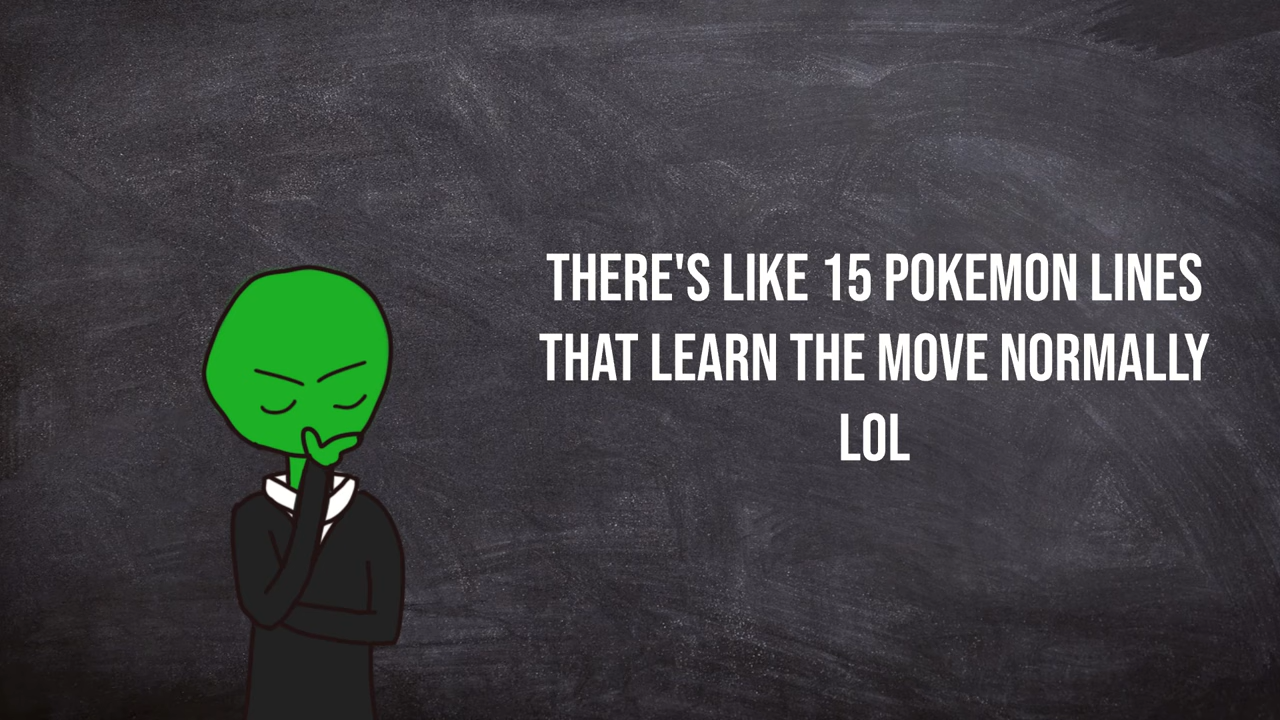 THERE'S LIKE 15 POKEMON LINES
THAT LEARN THE MOVE NORMALLY
LOL